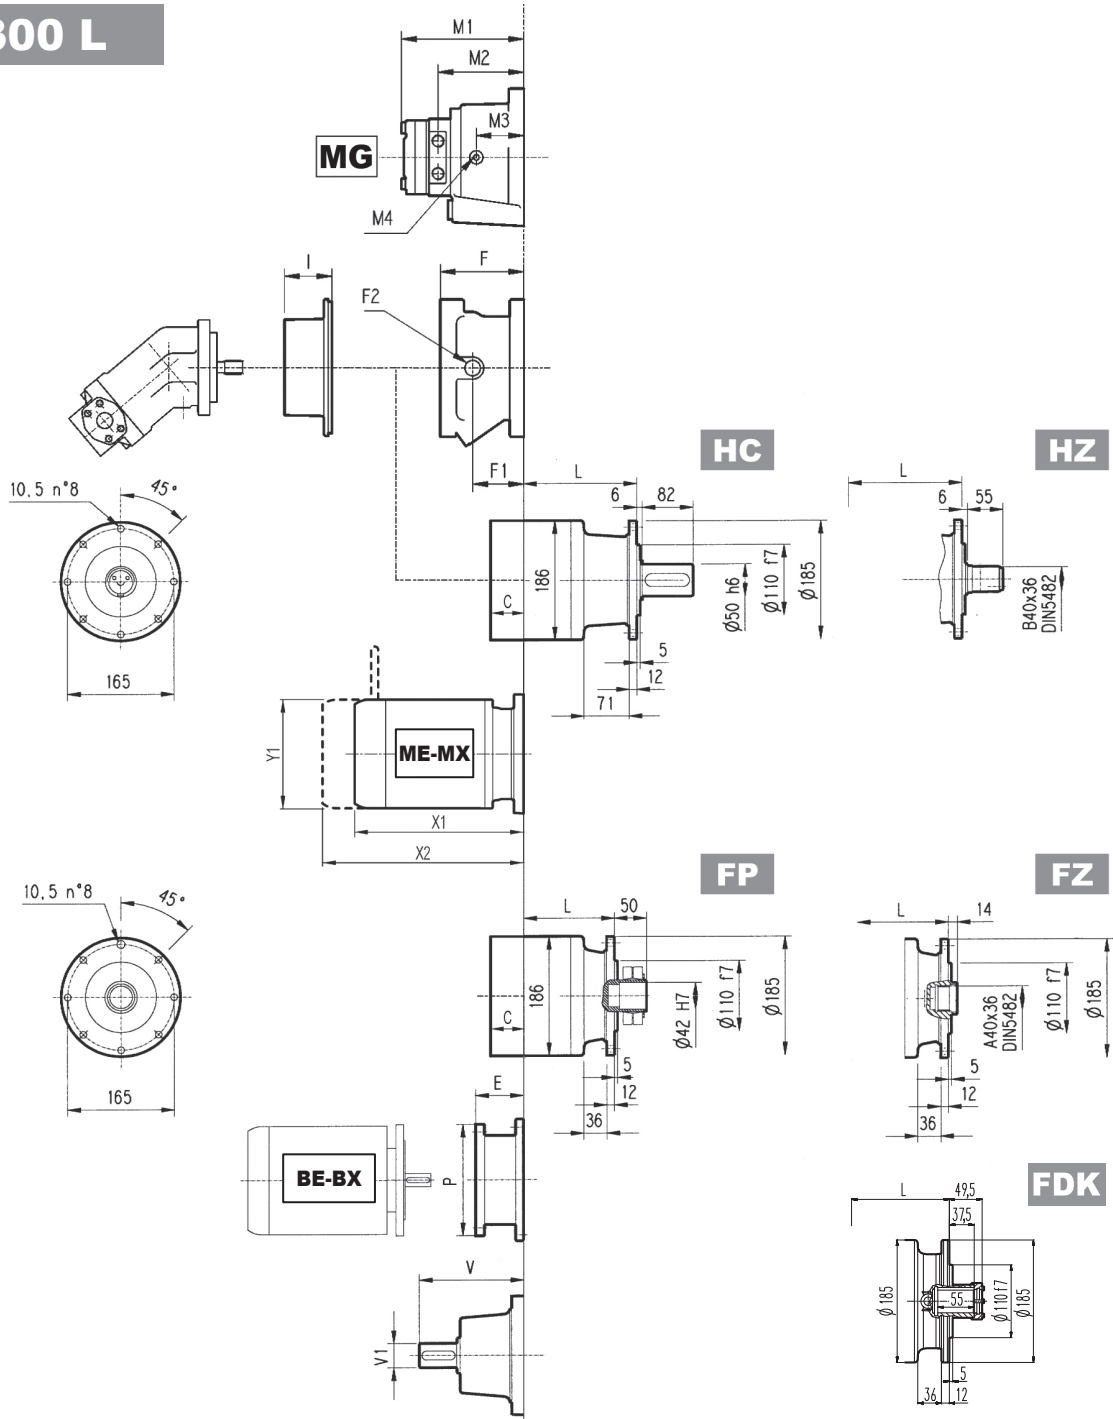 300 L
M1
M2
M3
MG
M4
I
F
F2
HC
HZ
F1
L
L
10,5 n°8
45°
6
82
6
55
186
C
Ø50 h6
Ø110 f7
Ø185
B40x36
DIN5482
5
12
71
165
ME-MX
Y1
X1
X2
FP
FZ
10,5 n°8
45°
L
50
L
14
186
C
Ø42 H7
Ø110 f7
Ø185
A40x36
DIN5482
Ø110 f7
Ø185
5
12
36
5
12
36
165
E
BE-BX
P
FDK
L
49,5
37,5
V
Ø185
55
Ø110 f7
Ø185
V1
5
36
12